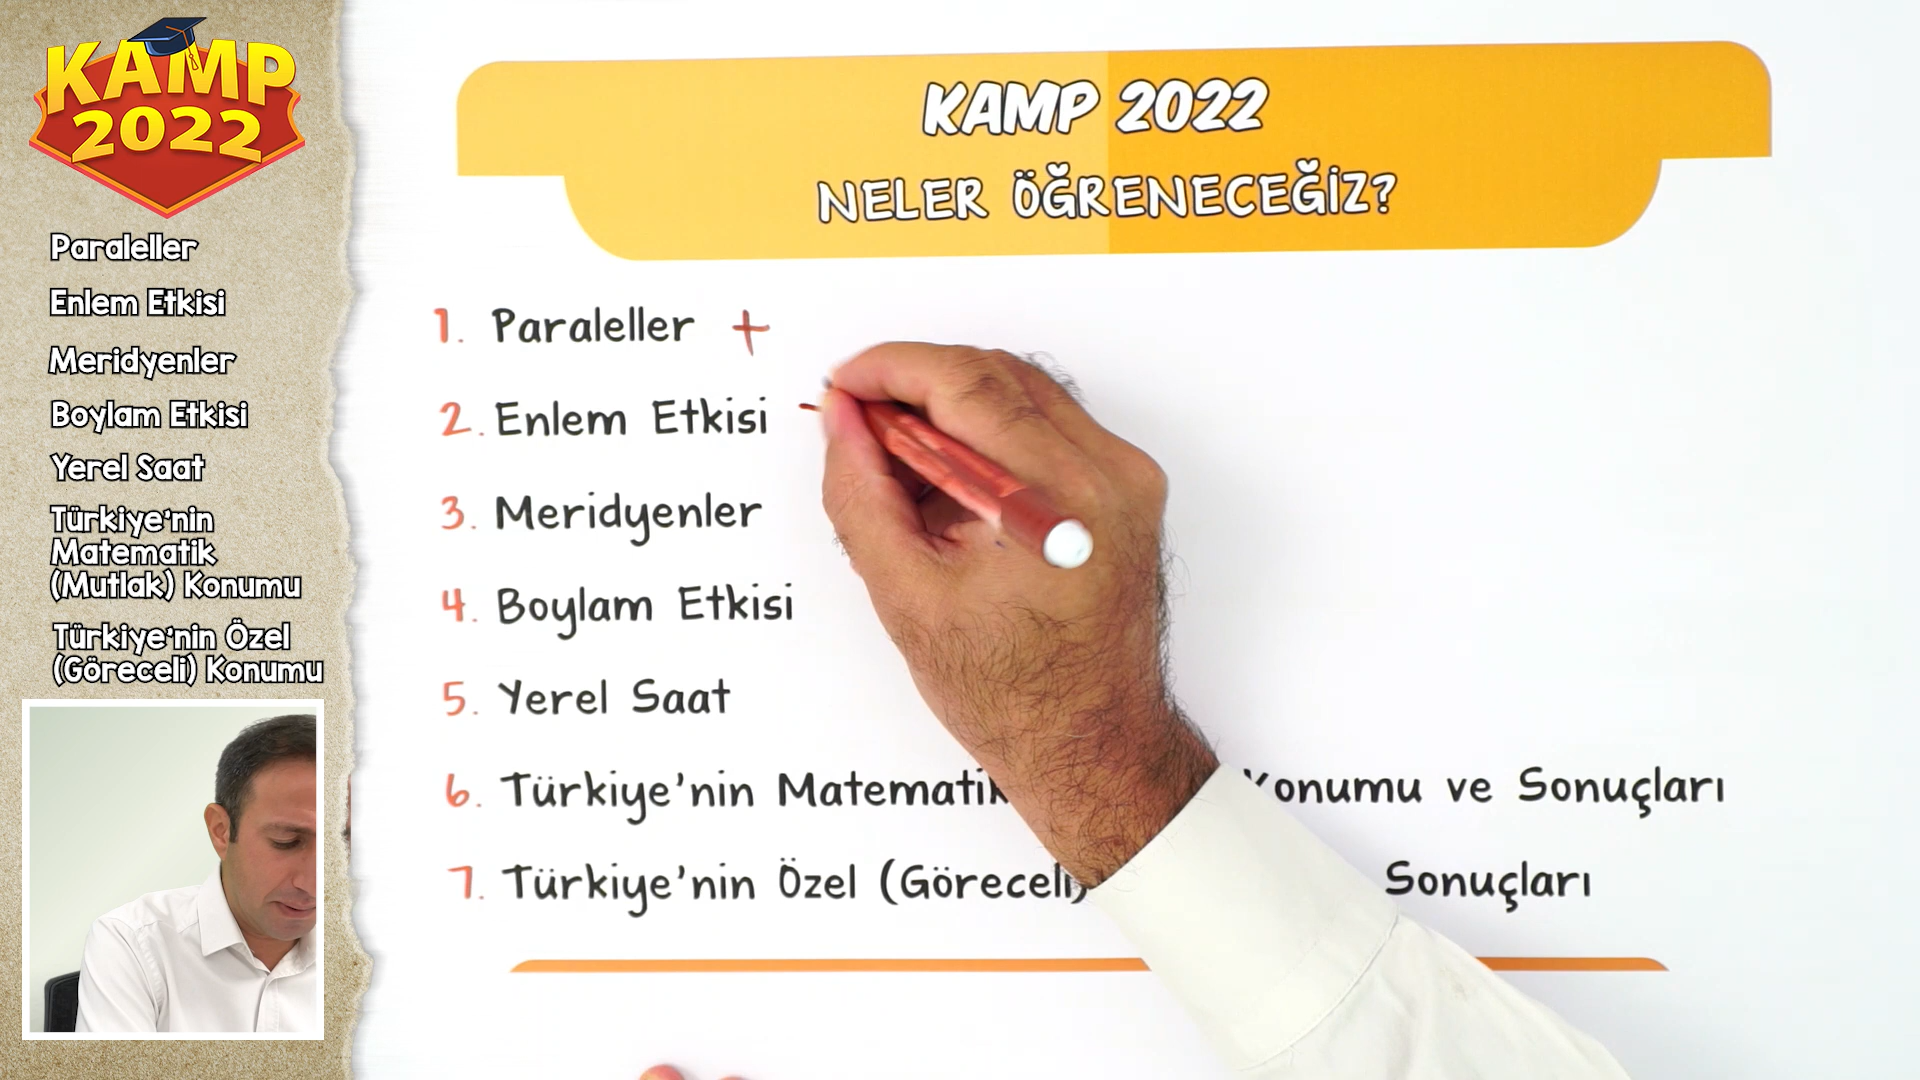 KAMP
2022
Paraleller
Enlem Etkisi
Meridyenler
Boylam Etkisi
Yerel Saat
Türkiye'nin
Matematik
(Mutlak) Konumu
Türkiye'nin Özel
(Göreceli) Konumu
KAMP 2022
NELER ÖĞRENECEĞİZ?
1. Paraleller +
2. Enlem Etkisi
3. Meridyenler
4. Boylam Etkisi
5. Yerel Saat
6. Türkiye'nin Matematik Konumu ve Sonuçları
7. Türkiye'nin Özel (Göreceli) Sonuçları